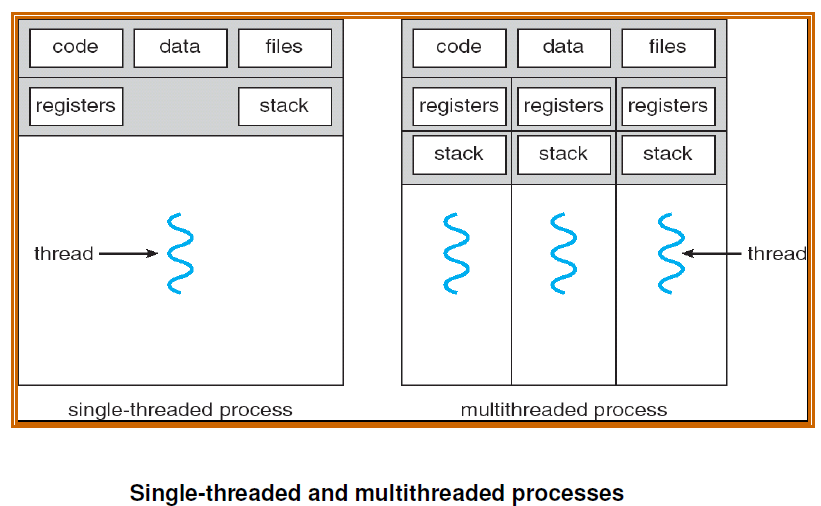 code data files code data files
registers stack registers registers registers
stack stack stack
thread thread
single-threaded process multithreaded process
Single-threaded and multithreaded processes